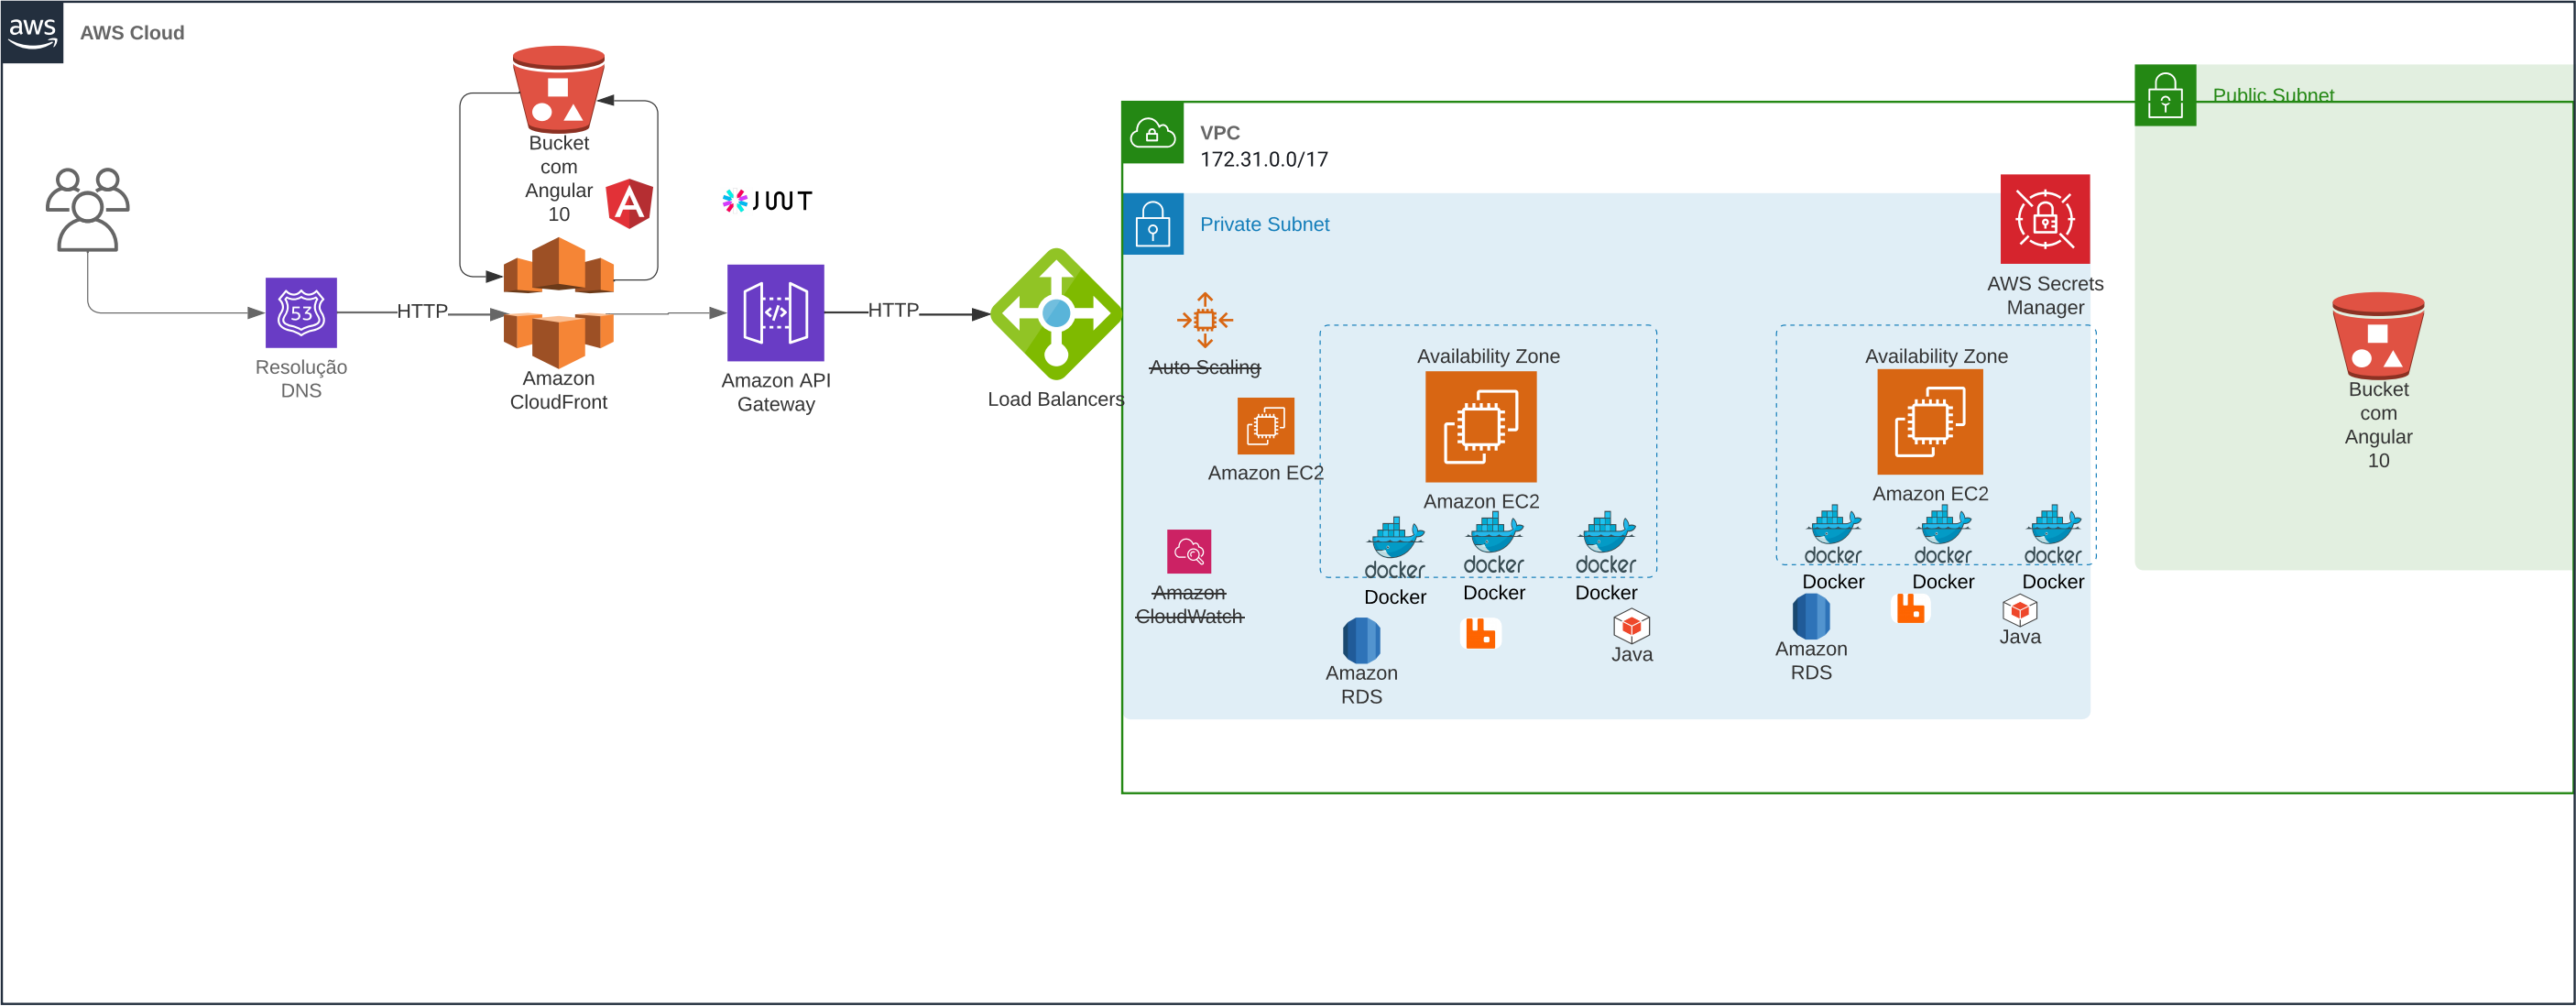 aws
AWS Cloud
Bucket
com
Angular
10
A
JWT
53
Resolução
DNS
HTTP
Amazon
CloudFront
</>
Amazon API
Gateway
HTTP
Load Balancers
VPC
172.31.0.0/17
Private Subnet
Public Subnet
AWS Secrets
Manager
Auto Scaling
Amazon EC2
Amazon
CloudWatch
Availability Zone
Amazon EC2
docker
Docker
docker
Docker
docker
Docker
Amazon
RDS
Java
Availability Zone
Amazon EC2
docker
Docker
docker
Docker
docker
Docker
Amazon
RDS
Java
Bucket
com
Angular
10